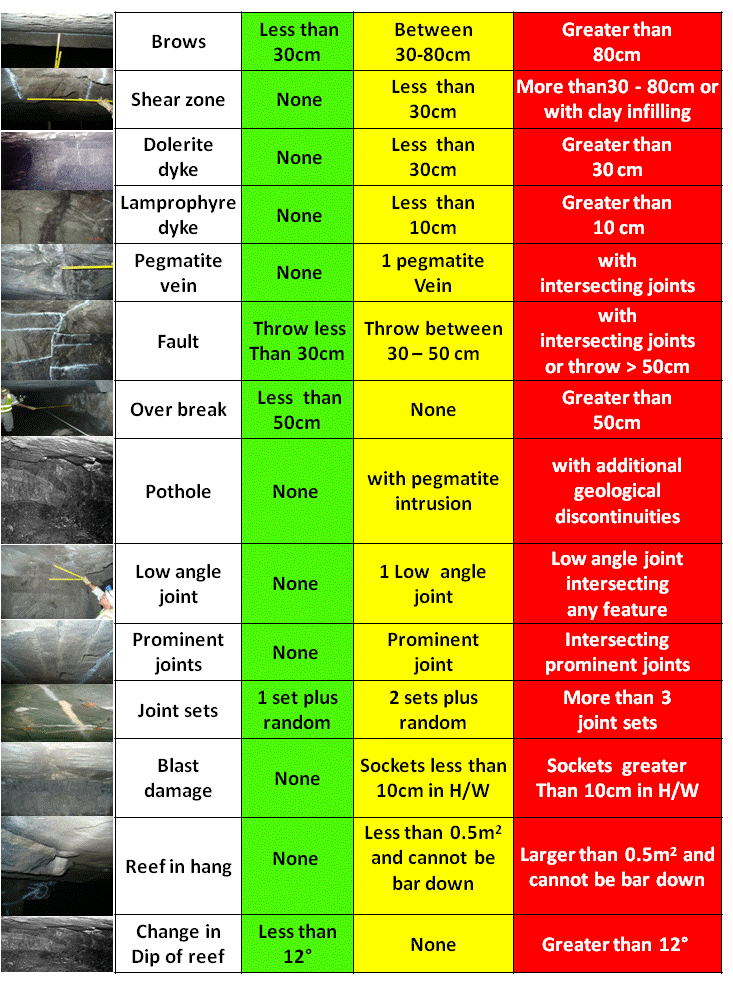 Brows
Less than
30cm
Between
30-80cm
Greater than
80cm
Shear zone
None
Less than
30cm
More than30 - 80cm or
with clay infilling
Dolerite
dyke
None
Less than
30cm
Greater than
30 cm
Lamprophyre
dyke
None
Less than
10cm
Greater than
10 cm
Pegmatite
vein
None
1 pegmatite
Vein
with
intersecting joints
Fault
Throw less
Than 30cm
Throw between
30 – 50 cm
with
intersecting joints
or throw > 50cm
Over break
Less than
50cm
None
Greater than
50cm
Pothole
None
with pegmatite
intrusion
with additional
geological
discontinuities
Low angle
joint
None
1 Low angle
joint
Low angle joint
intersecting
any feature
Prominent
joints
None
Prominent
joint
Intersecting
prominent joints
Joint sets
1 set plus
random
2 sets plus
random
More than 3
joint sets
Blast
damage
None
Sockets less than
10cm in H/W
Sockets greater
Than 10cm in H/W
Reef in hang
None
Less than 0.5m²
and cannot be
bar down
Larger than 0.5m² and
cannot be bar down
Change in
Dip of reef
Less than
12°
None
Greater than 12°